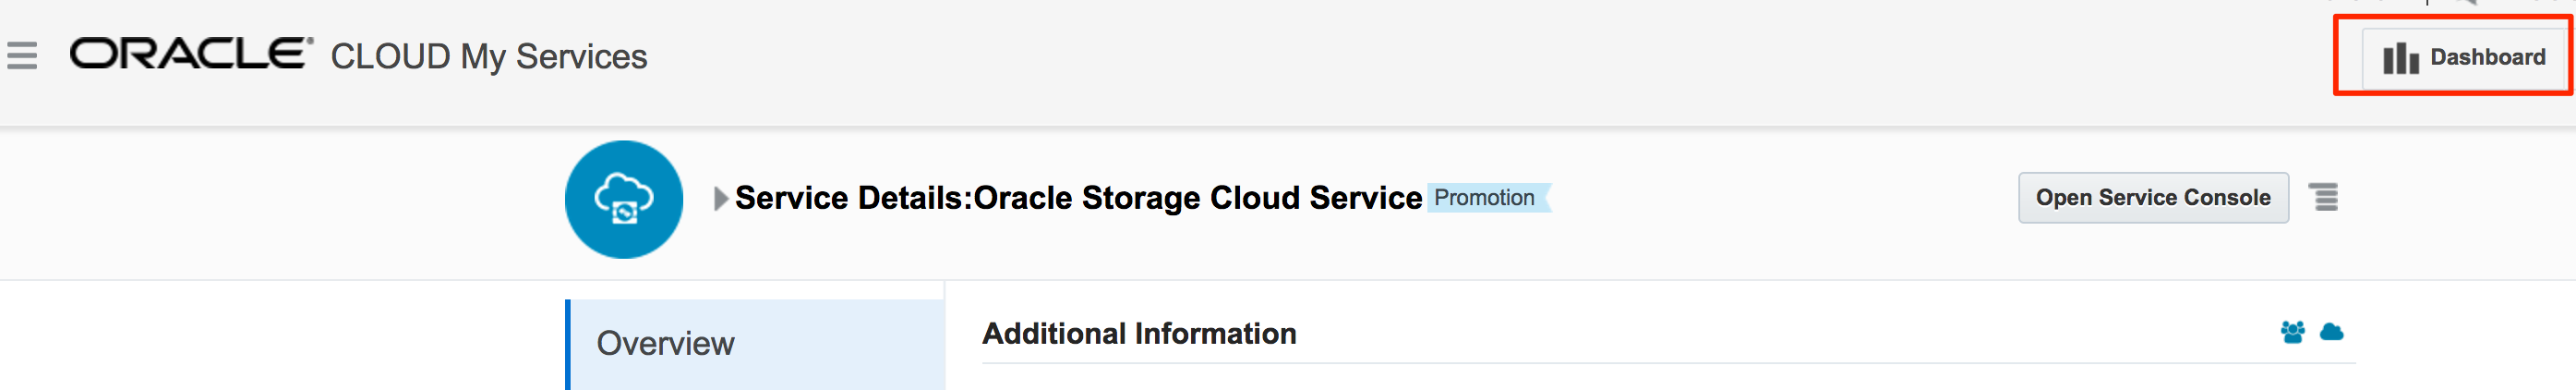 ORACLE® CLOUD My Services
Dashboard
Service Details:Oracle Storage Cloud Service Promotion
Open Service Console
Overview
Additional Information